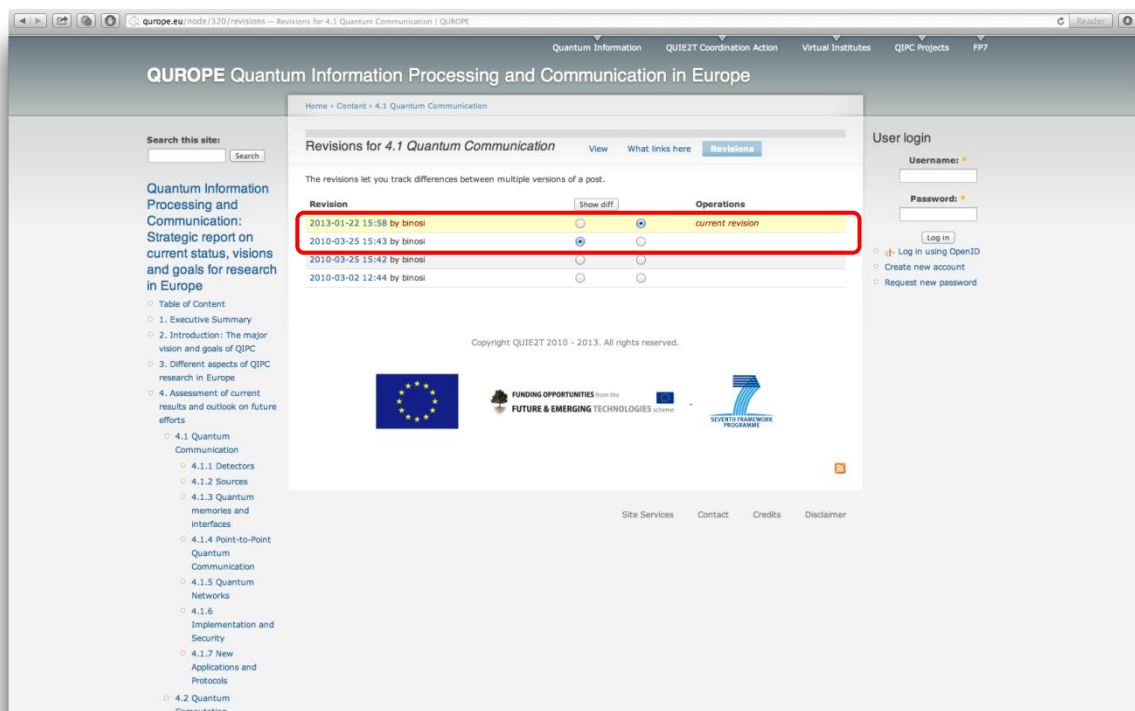 qurope.eu/node/320/revisions — Revisions for 4.1 Quantum Communication | QUROPE
Reader
Quantum Information QUIE2T Coordination Action Virtual Institutes QIPC Projects FP7
QUROPE Quantum Information Processing and Communication in Europe
Home › Content › 4.1 Quantum Communication
Search this site:
Search
Quantum Information
Processing and
Communication:
Strategic report on
current status, visions
and goals for research
in Europe
Table of Content
1. Executive Summary
2. Introduction: The major
vision and goals of QIPC
3. Different aspects of QIPC
research in Europe
4. Assessment of current
results and outlook on future
efforts
4.1 Quantum
Communication
4.1.1 Detectors
4.1.2 Sources
4.1.3 Quantum
memories and
interfaces
4.1.4 Point-to-Point
Quantum
Communication
4.1.5 Quantum
Networks
4.1.6
Implementation and
Security
4.1.7 New
Applications and
Protocols
4.2 Quantum
Revisions for 4.1 Quantum Communication View What links here Revisions
The revisions let you track differences between multiple versions of a post.
Revision Show diff Operations
2013-01-22 15:58 by binosi current revision
2010-03-25 15:43 by binosi
2010-03-25 15:42 by binosi
2010-03-02 12:44 by binosi
Copyright QUIE2T 2010 - 2013. All rights reserved.
FUNDING OPPORTUNITIES from the
FUTURE & EMERGING TECHNOLOGIES scheme
SEVENTH FRAMEWORK
PROGRAMME
Site Services Contact Credits Disclaimer
User login
Username: *
Password: *
Log in
Log in using OpenID
Create new account
Request new password